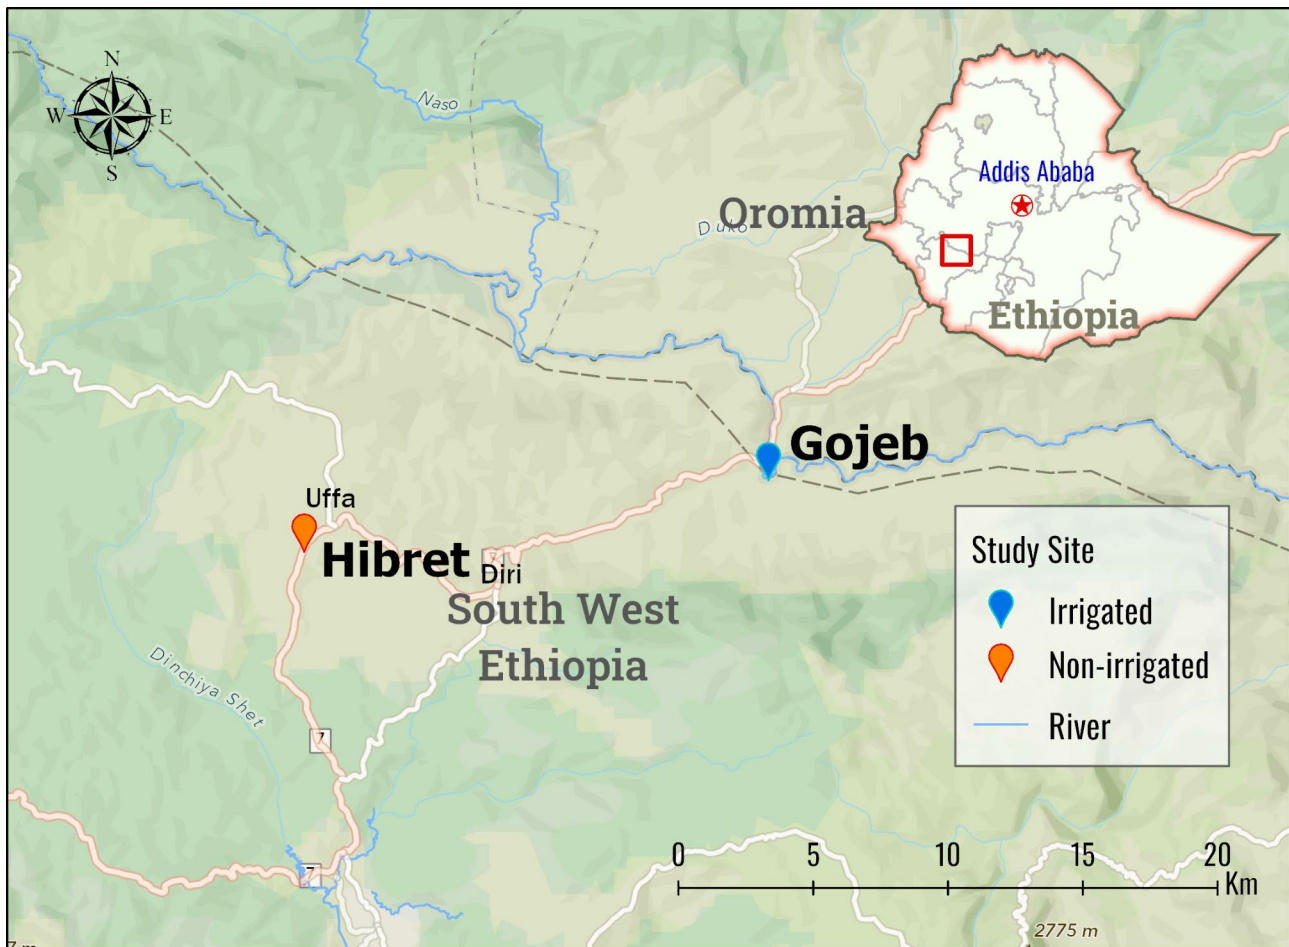 N
W
E
S
Naso
Addis Ababa
Oromia
Duko
Ethiopia
Gojeb
Uffa
Hibret
Diri
South West
Ethiopia
Dinchiya Shet
7
7
Study Site
Irrigated
Non-irrigated
River
0 5 10 15 20
Km
2775 m